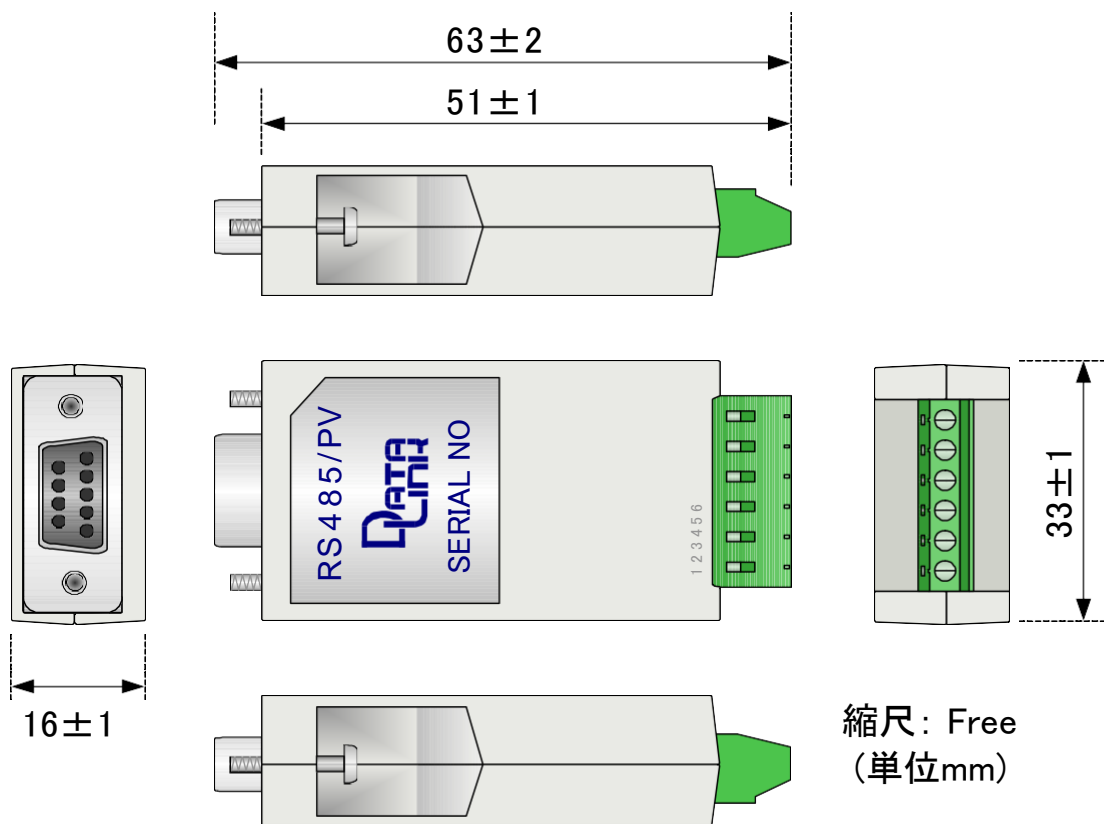 63±2
51±1
RS485/PV
DATA LINK
SERIAL NO
123456
33±1
16±1
縮尺: Free
(単位mm)